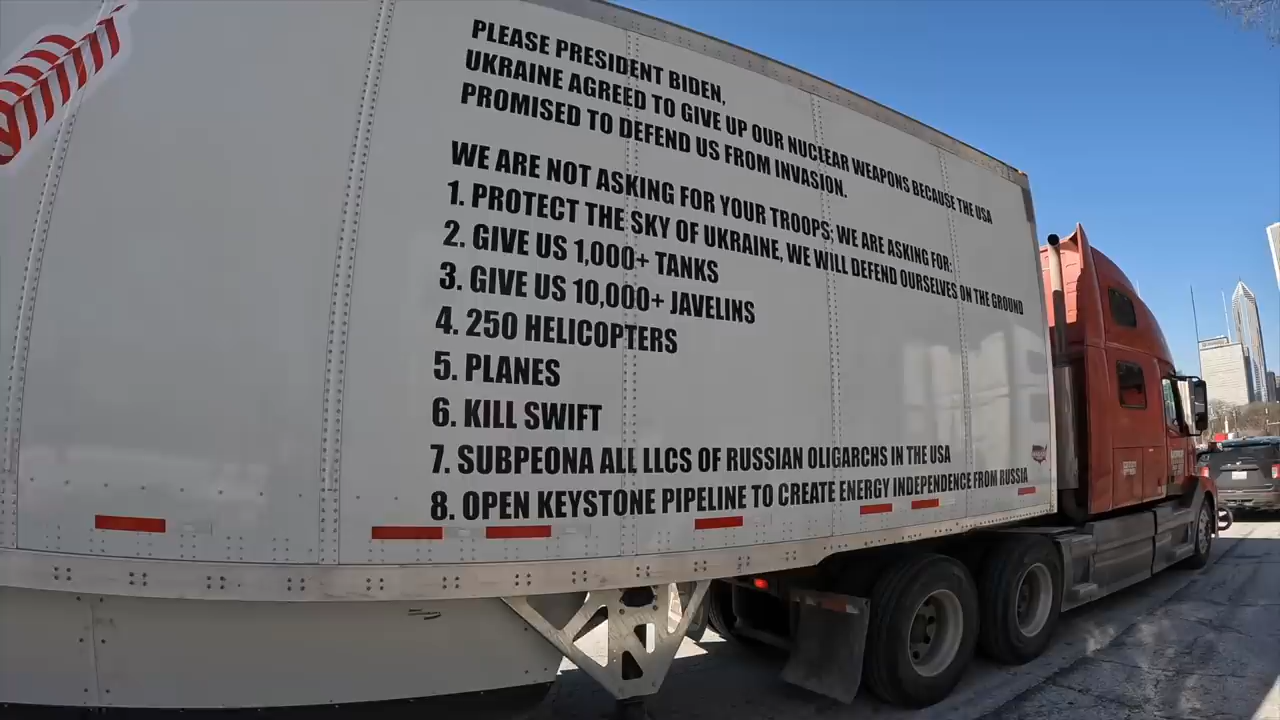 PLEASE PRESIDENT BIDEN,
UKRAINE AGREED TO GIVE UP OUR NUCLEAR WEAPONS BECAUSE THE USA
PROMISED TO DEFEND US FROM INVASION.
WE ARE NOT ASKING FOR YOUR TROOPS; WE ARE ASKING FOR:
1. PROTECT THE SKY OF UKRAINE, WE WILL DEFEND OURSELVES ON THE GROUND
2. GIVE US 1,000+ TANKS
3. GIVE US 10,000+ JAVELINS
4. 250 HELICOPTERS
5. PLANES
6. KILL SWIFT
7. SUBPEONA ALL LLCS OF RUSSIAN OLIGARCHS IN THE USA
8. OPEN KEYSTONE PIPELINE TO CREATE ENERGY INDEPENDENCE FROM RUSSIA